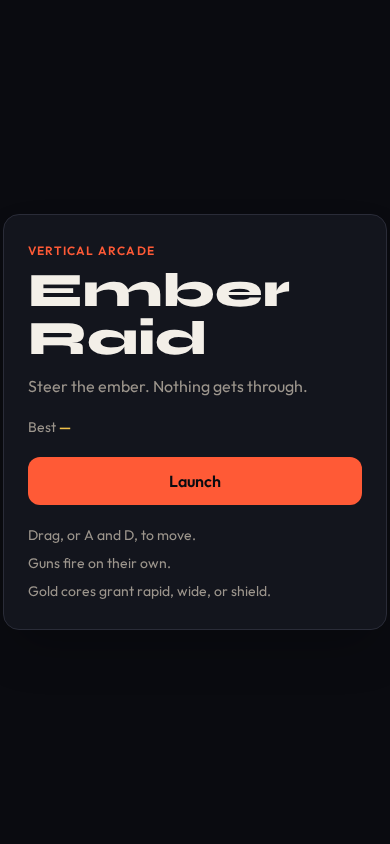 VERTICAL ARCADE
Ember
Raid
Steer the ember. Nothing gets through.
Best —
Launch
Drag, or A and D, to move.
Guns fire on their own.
Gold cores grant rapid, wide, or shield.